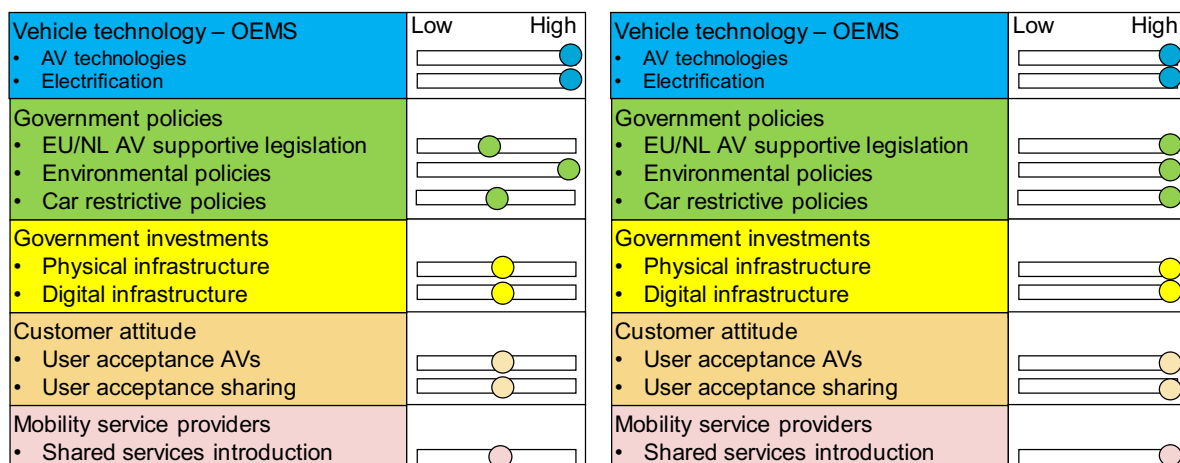 Vehicle technology – OEMS
• AV technologies
• Electrification
Low High
Government policies
• EU/NL AV supportive legislation
• Environmental policies
• Car restrictive policies
Government investments
• Physical infrastructure
• Digital infrastructure
Customer attitude
• User acceptance AVs
• User acceptance sharing
Mobility service providers
• Shared services introduction
Vehicle technology – OEMS
• AV technologies
• Electrification
Low High
Government policies
• EU/NL AV supportive legislation
• Environmental policies
• Car restrictive policies
Government investments
• Physical infrastructure
• Digital infrastructure
Customer attitude
• User acceptance AVs
• User acceptance sharing
Mobility service providers
• Shared services introduction